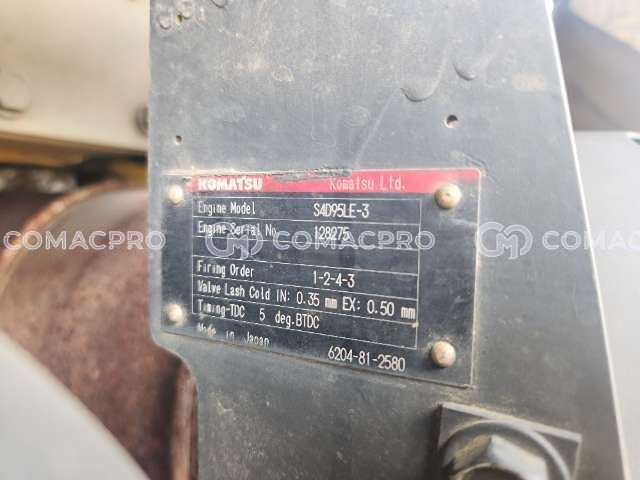 KOMATSU Komatsu Ltd.
Engine Model S4D95LE-3
Engine Serial No. 128275
COMACPRO CM COMACPRO CM COMACPRO
Firing Order 1-2-4-3
Valve Lash Cold IN: 0.35 mm EX: 0.50 mm
Timing-TDC 5 deg.BTDC
Made in Japan 6204-81-2580